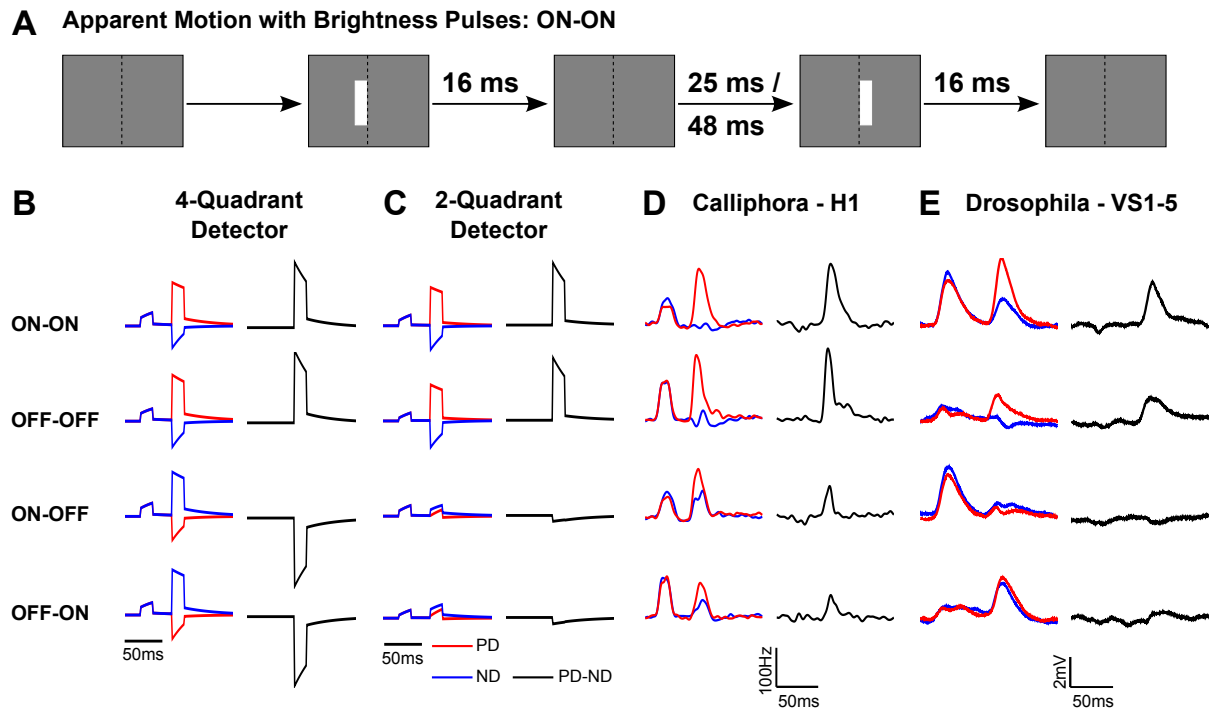 A Apparent Motion with Brightness Pulses: ON-ON
16 ms
25 ms /
48 ms
16 ms
B 4-Quadrant
Detector
C 2-Quadrant
Detector
D Calliphora - H1
E Drosophila - VS1-5
ON-ON
OFF-OFF
ON-OFF
OFF-ON
50ms
50ms
PD
ND
PD-ND
100Hz
50ms
2mV
50ms